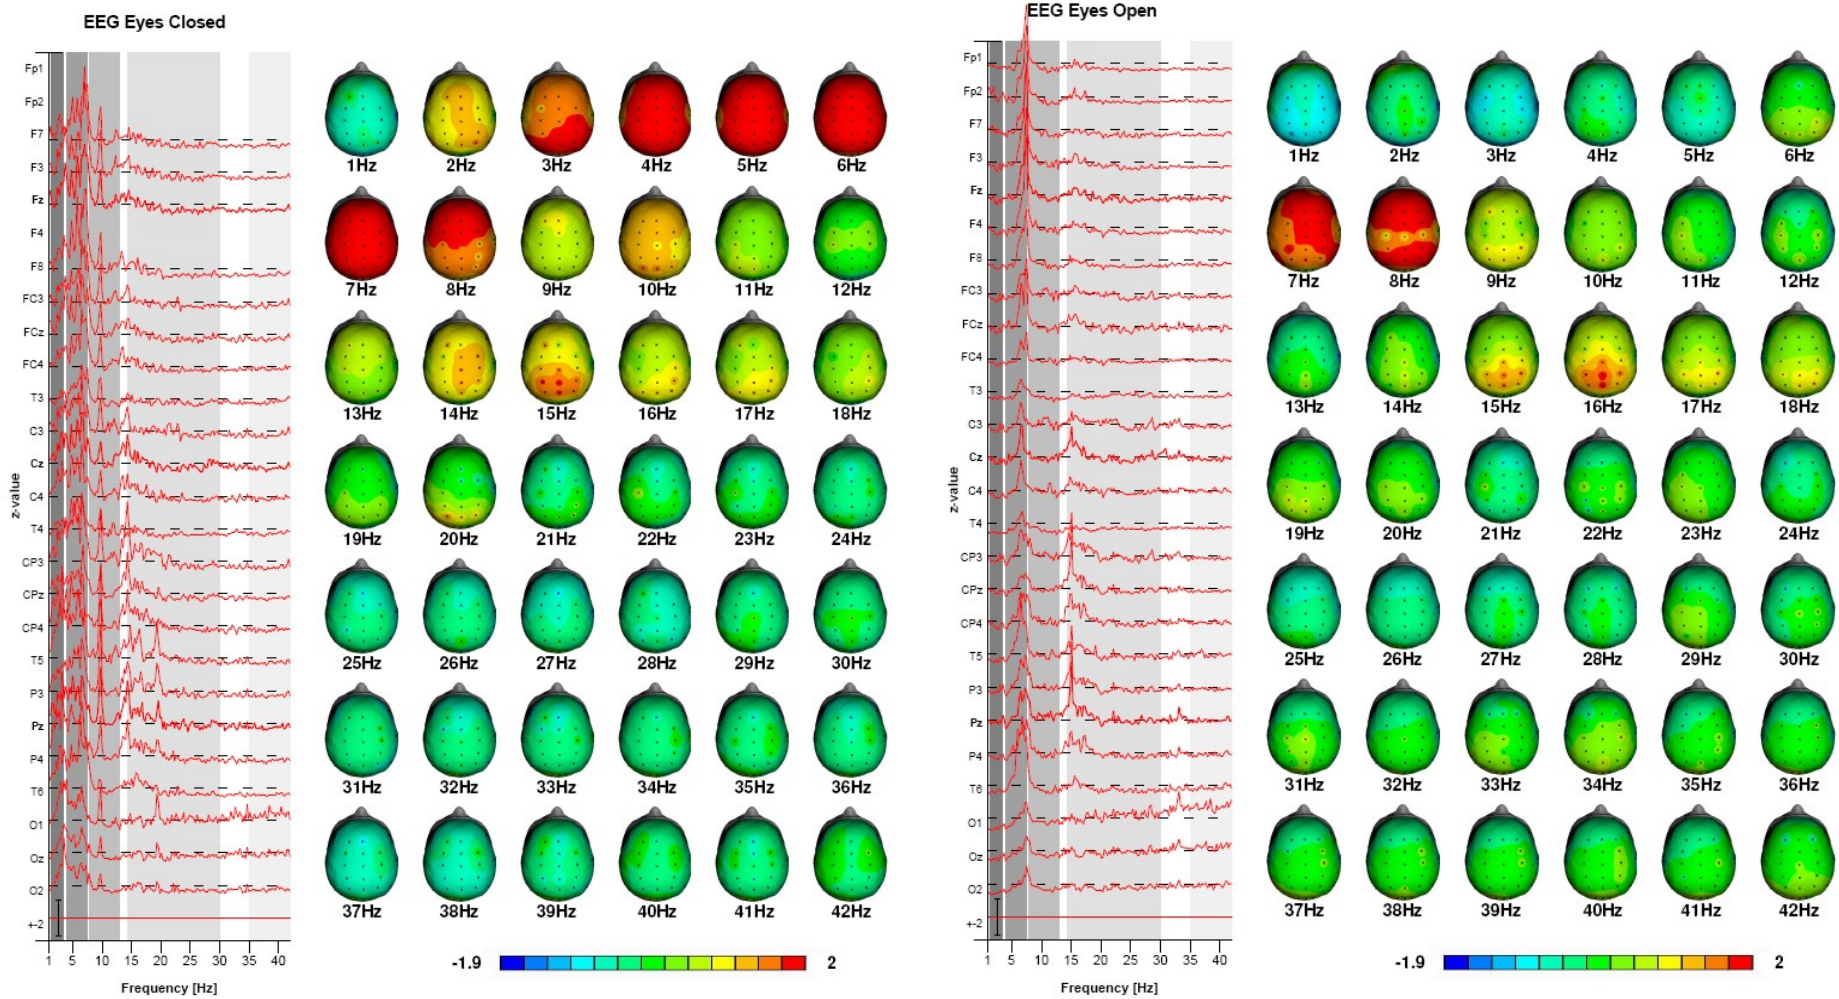 EEG Eyes Closed
Fp1
Fp2
F7
F3
Fz
F4
F8
FC3
FCz
FC4
T3
C3
Cz
C4
T4
CP3
CPz
CP4
T5
P3
Pz
P4
T6
O1
Oz
O2
+-2
z-value
1 5 10 15 20 25 30 35 40
Frequency [Hz]
1Hz 2Hz 3Hz 4Hz 5Hz 6Hz
7Hz 8Hz 9Hz 10Hz 11Hz 12Hz
13Hz 14Hz 15Hz 16Hz 17Hz 18Hz
19Hz 20Hz 21Hz 22Hz 23Hz 24Hz
25Hz 26Hz 27Hz 28Hz 29Hz 30Hz
31Hz 32Hz 33Hz 34Hz 35Hz 36Hz
37Hz 38Hz 39Hz 40Hz 41Hz 42Hz
-1.9 2
EEG Eyes Open
Fp1
Fp2
F7
F3
Fz
F4
F8
FC3
FCz
FC4
T3
C3
Cz
C4
T4
CP3
CPz
CP4
T5
P3
Pz
P4
T6
O1
Oz
O2
+-2
z-value
1 5 10 15 20 25 30 35 40
Frequency [Hz]
1Hz 2Hz 3Hz 4Hz 5Hz 6Hz
7Hz 8Hz 9Hz 10Hz 11Hz 12Hz
13Hz 14Hz 15Hz 16Hz 17Hz 18Hz
19Hz 20Hz 21Hz 22Hz 23Hz 24Hz
25Hz 26Hz 27Hz 28Hz 29Hz 30Hz
31Hz 32Hz 33Hz 34Hz 35Hz 36Hz
37Hz 38Hz 39Hz 40Hz 41Hz 42Hz
-1.9 2